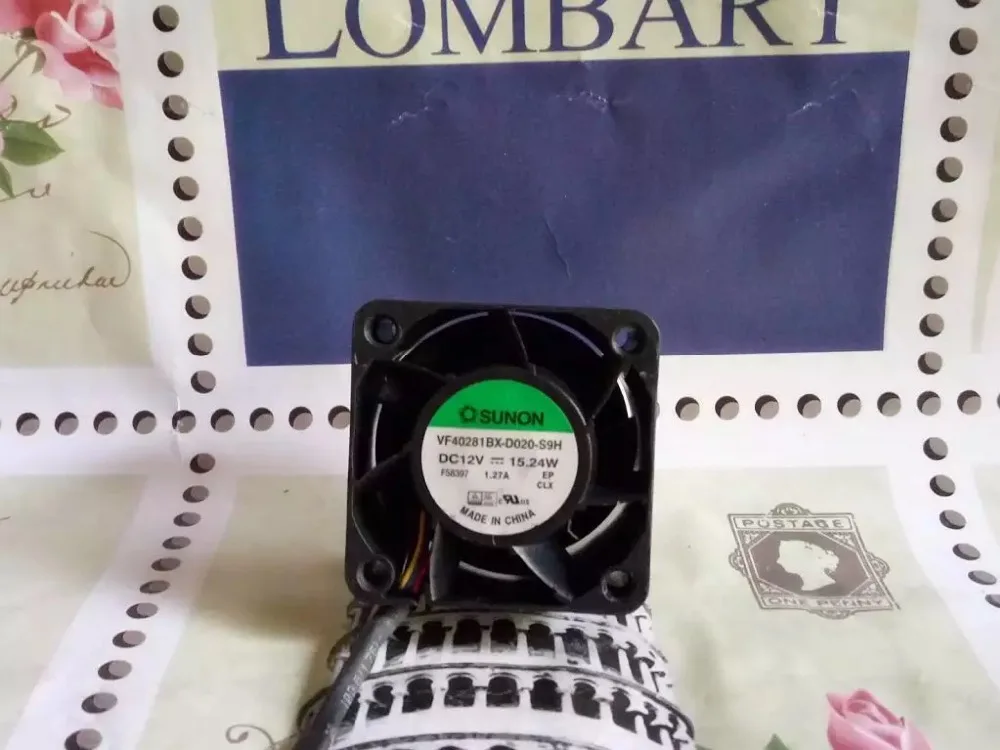 LOMBART
SUNON
VF40281BX-D020-S9H
DC12V 15.24W
F58397 1.27A EP
CLX
c US
MADE IN CHINA
POSTAGE
ONE PENNY